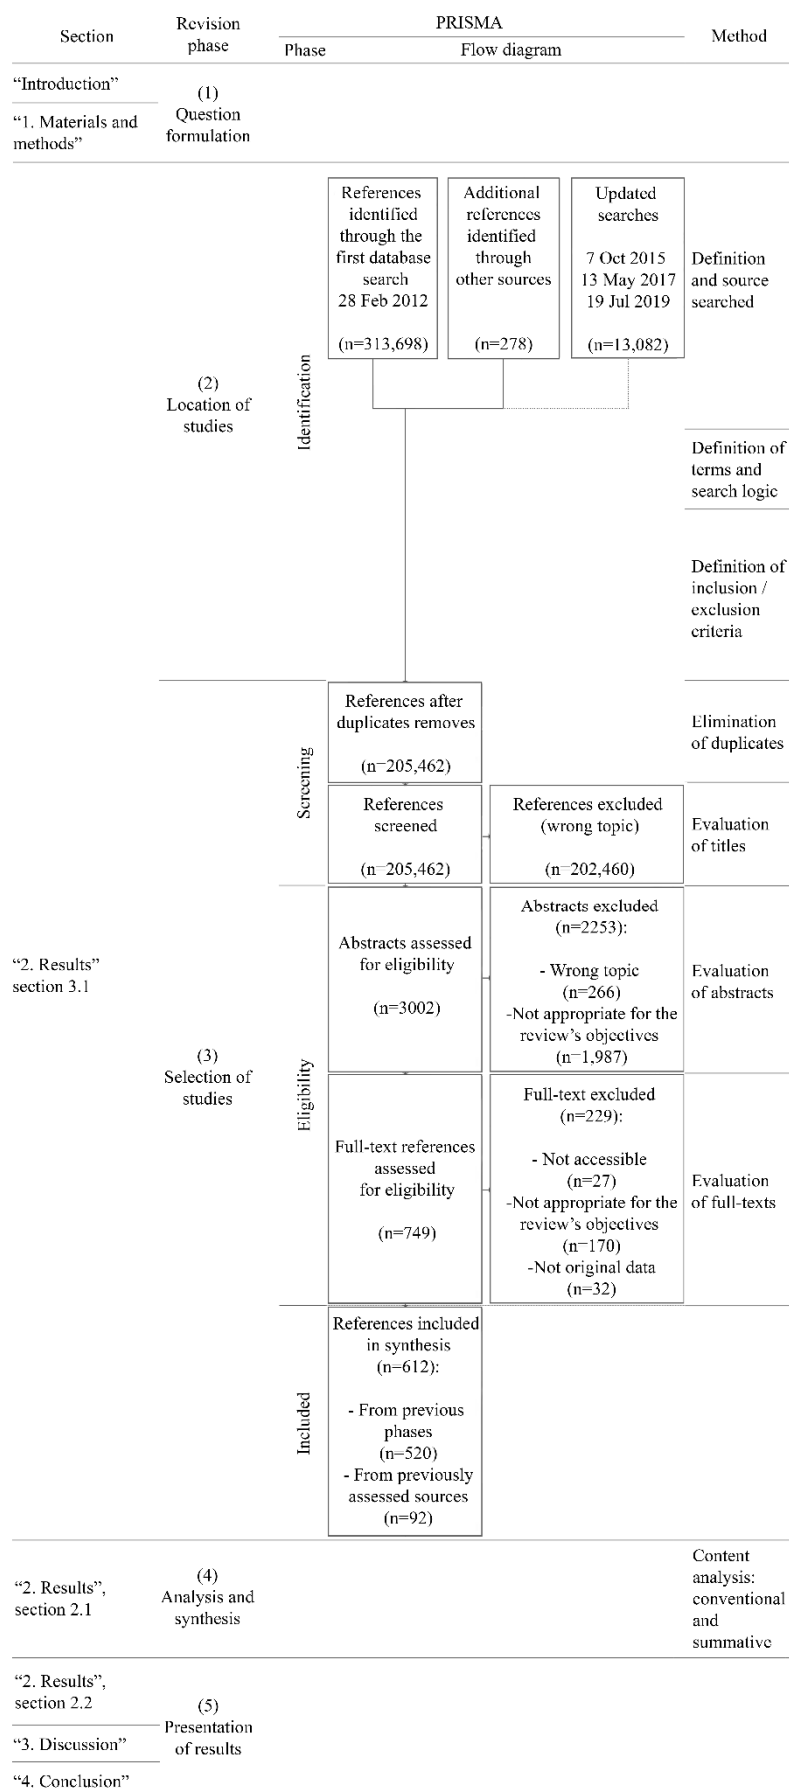 Section
Revision
phase
PRISMA
Phase
Flow diagram
Method
“Introduction”
“1. Materials and
methods”
(1)
Question
formulation
(2)
Location of
studies
Identification
References
identified
through the
first database
search
28 Feb 2012
(n=313,698)
Additional
references
identified
through
other sources
(n=278)
Updated
searches
7 Oct 2015
13 May 2017
19 Jul 2019
(n=13,082)
Definition
and source
searched
Definition of
terms and
search logic
Definition of
inclusion /
exclusion
criteria
“2. Results”
section 3.1
(3)
Selection of
studies
Screening
References after
duplicates removes
(n=205,462)
Elimination
of duplicates
References
screened
(n=205,462)
References excluded
(wrong topic)
(n=202,460)
Evaluation
of titles
Eligibility
Abstracts assessed
for eligibility
(n=3002)
Abstracts excluded
(n=2253):
- Wrong topic
(n=266)
-Not appropriate for the
review’s objectives
(n=1,987)
Evaluation
of abstracts
Full-text references
assessed
for eligibility
(n=749)
Full-text excluded
(n=229):
- Not accessible
(n=27)
-Not appropriate for the
review’s objectives
(n=170)
-Not original data
(n=32)
Evaluation
of full-texts
Included
References included
in synthesis
(n=612):
- From previous
phases
(n=520)
- From previously
assessed sources
(n=92)
“2. Results”,
section 2.1
(4)
Analysis and
synthesis
Content
analysis:
conventional
and
summative
“2. Results”,
section 2.2
“3. Discussion”
“4. Conclusion”
(5)
Presentation
of results